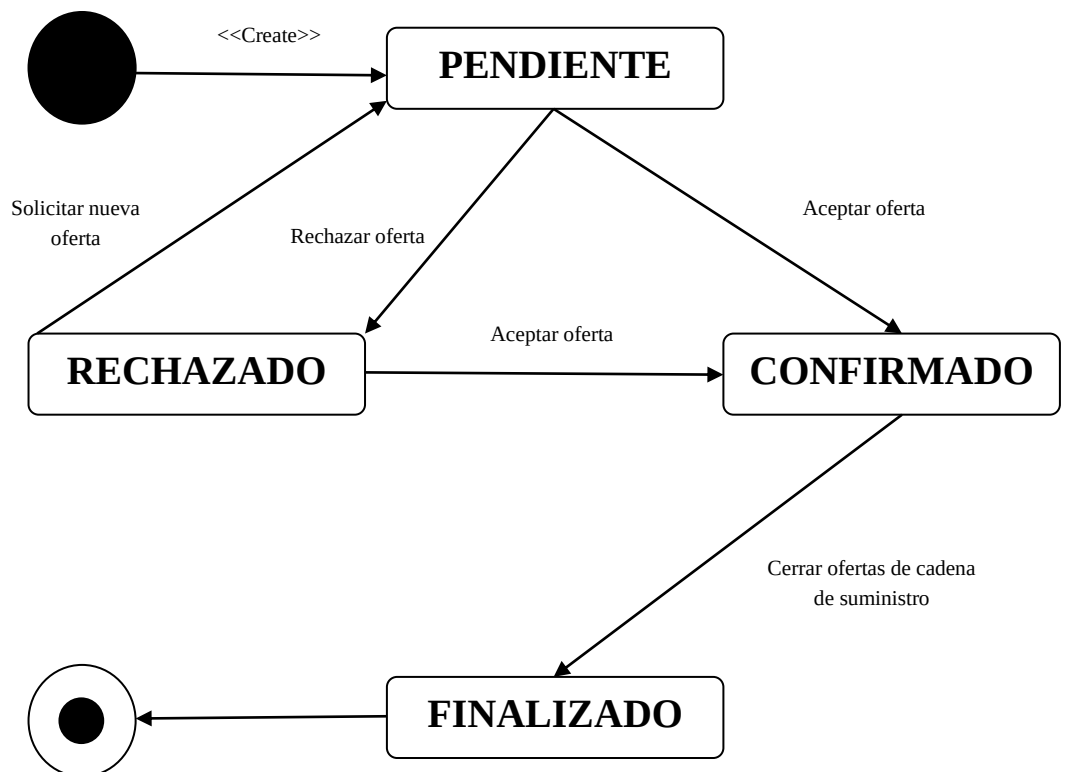 <<Create>>
PENDIENTE
Solicitar nueva
oferta
Rechazar oferta
Aceptar oferta
Aceptar oferta
RECHAZADO
CONFIRMADO
Cerrar ofertas de cadena
de suministro
FINALIZADO